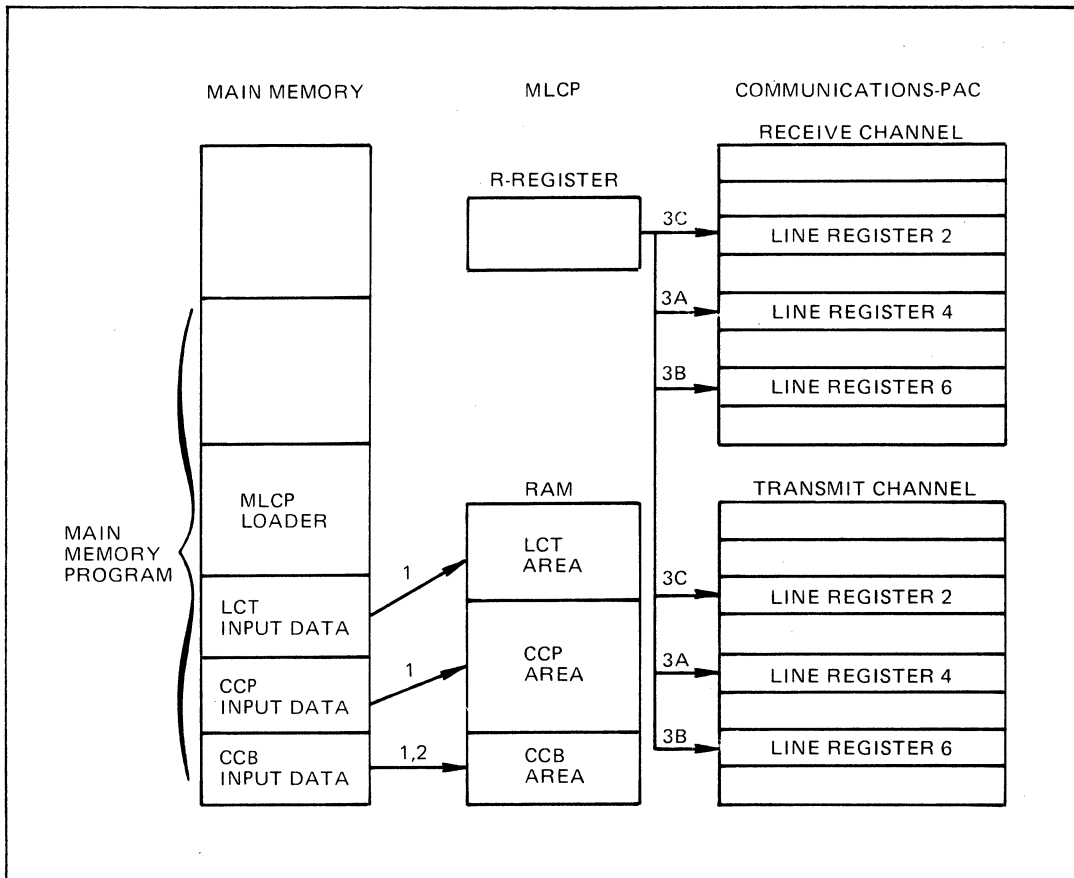 MAIN MEMORY
MLCP
COMMUNICATIONS-PAC
RECEIVE CHANNEL
R-REGISTER
3C
LINE REGISTER 2
3A
LINE REGISTER 4
3B
LINE REGISTER 6
MAIN
MEMORY
PROGRAM
MLCP
LOADER
LCT
INPUT DATA
CCP
INPUT DATA
CCB
INPUT DATA
1
1
1,2
RAM
LCT
AREA
CCP
AREA
CCB
AREA
TRANSMIT CHANNEL
3C
LINE REGISTER 2
3A
LINE REGISTER 4
3B
LINE REGISTER 6